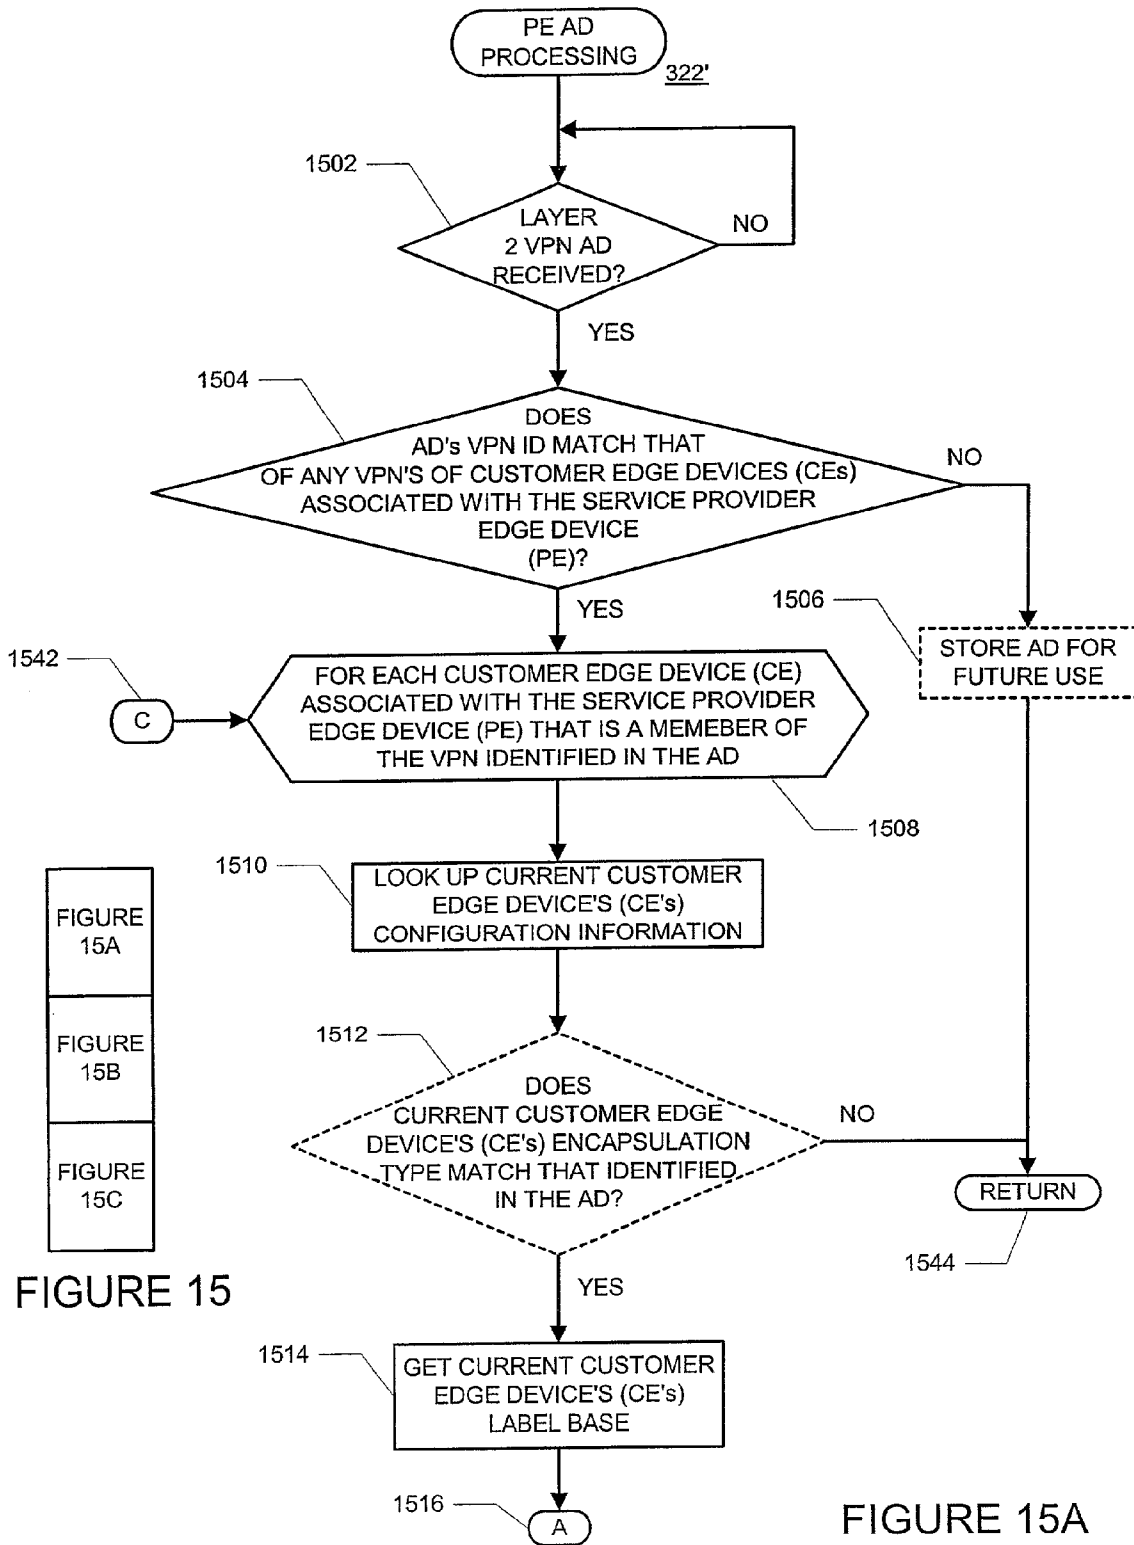 PE AD
PROCESSING
322'
1502
LAYER
2 VPN AD
RECEIVED?
NO
YES
1504
DOES
AD's VPN ID MATCH THAT
OF ANY VPN'S OF CUSTOMER EDGE DEVICES (CEs)
ASSOCIATED WITH THE SERVICE PROVIDER
EDGE DEVICE
(PE)?
NO
YES
1506
STORE AD FOR
FUTURE USE
1542
C
FOR EACH CUSTOMER EDGE DEVICE (CE)
ASSOCIATED WITH THE SERVICE PROVIDER
EDGE DEVICE (PE) THAT IS A MEMEBER OF
THE VPN IDENTIFIED IN THE AD
1508
1510
LOOK UP CURRENT CUSTOMER
EDGE DEVICE'S (CE's)
CONFIGURATION INFORMATION
FIGURE
15A
FIGURE
15B
FIGURE
15C
FIGURE 15
1512
DOES
CURRENT CUSTOMER EDGE
DEVICE'S (CE's) ENCAPSULATION
TYPE MATCH THAT IDENTIFIED
IN THE AD?
NO
YES
RETURN
1544
1514
GET CURRENT CUSTOMER
EDGE DEVICE'S (CE's)
LABEL BASE
1516
A
FIGURE 15A